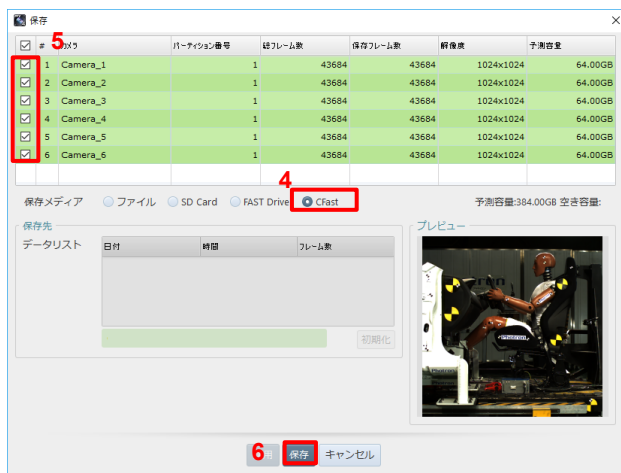 保存
5
# カメラ パーティション番号 総フレーム数 保存フレーム数 解像度 予測容量
1 Camera_1 1 43684 43684 1024x1024 64.00GB
2 Camera_2 1 43684 43684 1024x1024 64.00GB
3 Camera_3 1 43684 43684 1024x1024 64.00GB
4 Camera_4 1 43684 43684 1024x1024 64.00GB
5 Camera_5 1 43684 43684 1024x1024 64.00GB
6 Camera_6 1 43684 43684 1024x1024 64.00GB
4
保存メディア ファイル SD Card FAST Drive CFast 予測容量:384.00GB 空き容量:
保存先 プレビュー
データリスト 日付 時間 フレーム数
初期化
Photron
6 用 保存 キャンセル